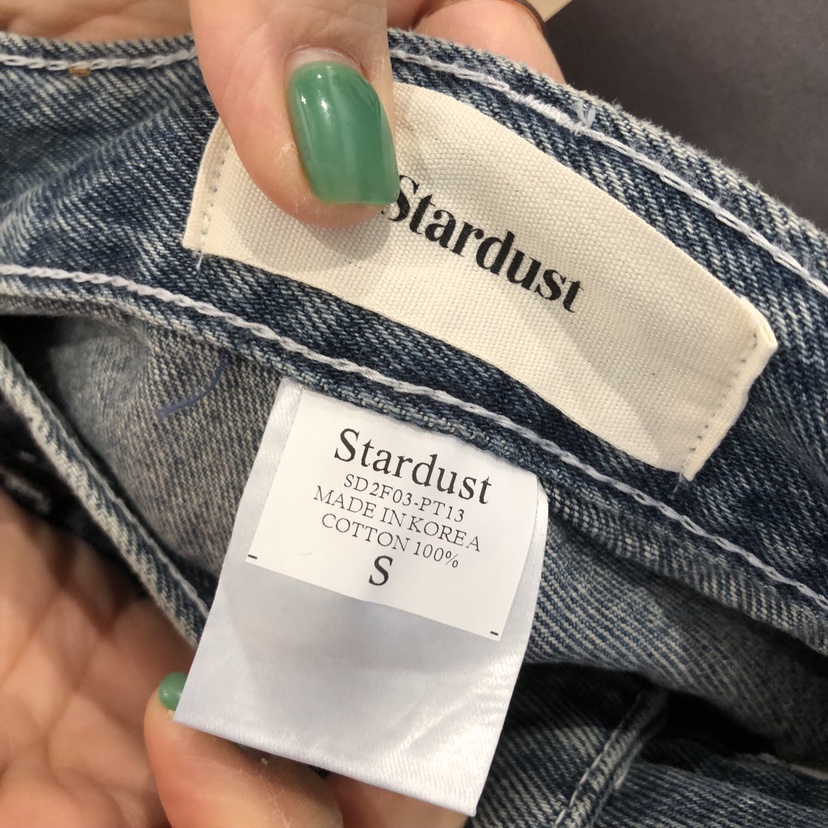 Stardust
Stardust
SD2F03-PT13
MADE IN KOREA
COTTON 100%
S